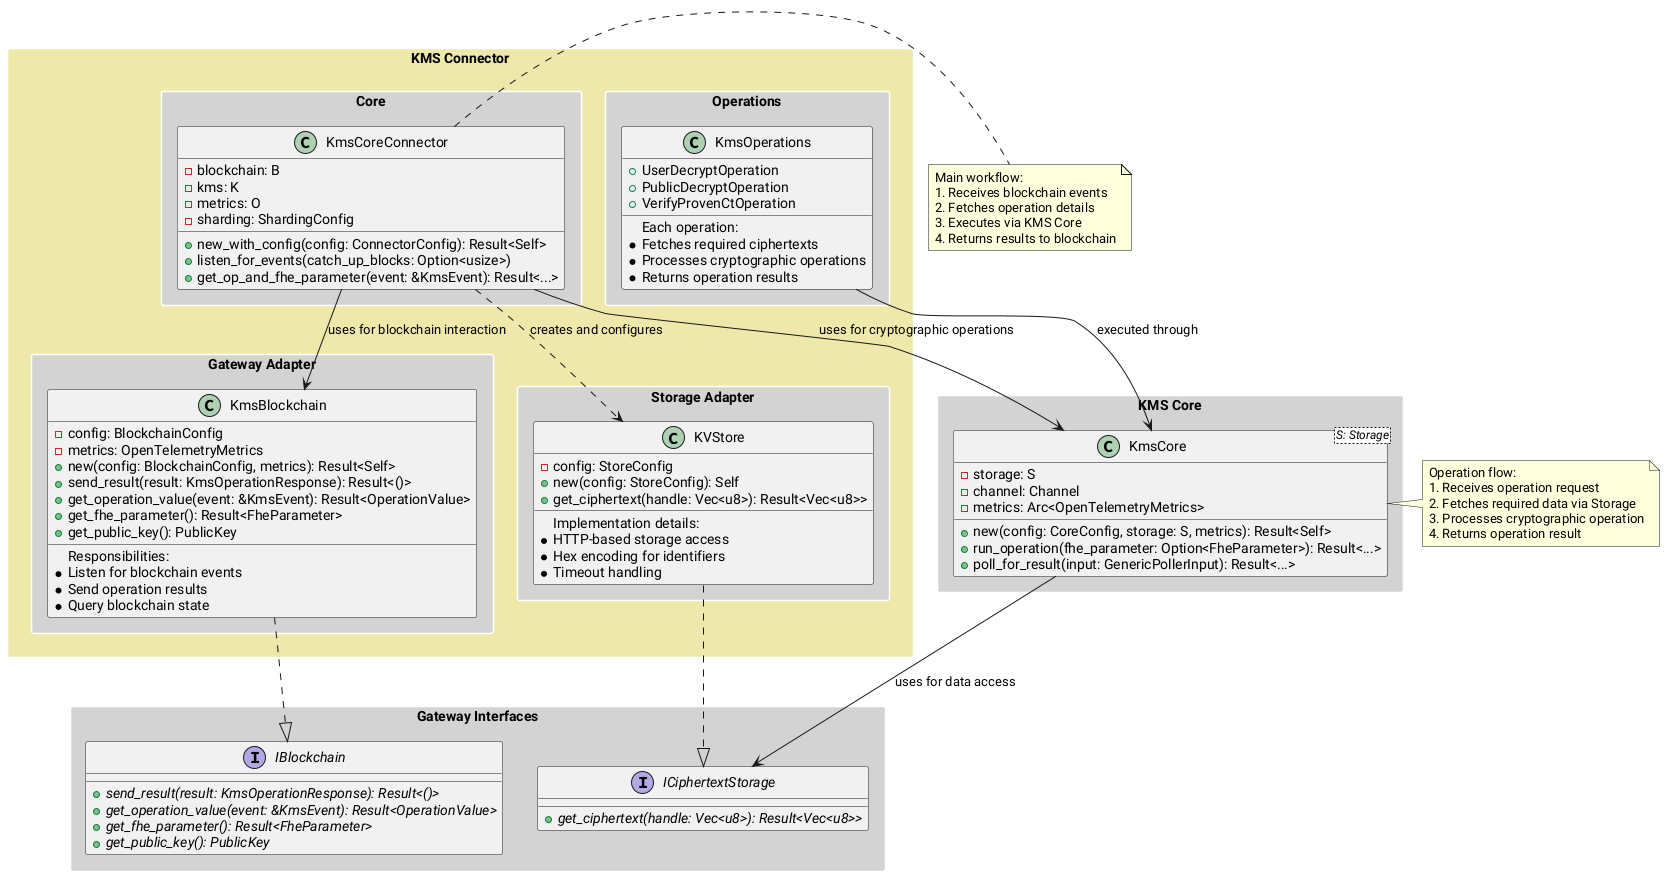 KMS Connector
Core
C KmsCoreConnector
blockchain: B
kms: K
metrics: O
sharding: ShardingConfig
new_with_config(config: ConnectorConfig): Result<Self>
listen_for_events(catch_up_blocks: Option<usize>)
get_op_and_fhe_parameter(event: &KmsEvent): Result<...>
Operations
C KmsOperations
UserDecryptOperation
PublicDecryptOperation
VerifyProvenCtOperation
Each operation:
Fetches required ciphertexts
Processes cryptographic operations
Returns operation results
Main workflow:
1. Receives blockchain events
2. Fetches operation details
3. Executes via KMS Core
4. Returns results to blockchain
uses for blockchain interaction
creates and configures
uses for cryptographic operations
executed through
Gateway Adapter
C KmsBlockchain
config: BlockchainConfig
metrics: OpenTelemetryMetrics
new(config: BlockchainConfig, metrics): Result<Self>
send_result(result: KmsOperationResponse): Result<()>
get_operation_value(event: &KmsEvent): Result<OperationValue>
get_fhe_parameter(): Result<FheParameter>
get_public_key(): PublicKey
Responsibilities:
Listen for blockchain events
Send operation results
Query blockchain state
Storage Adapter
C KVStore
config: StoreConfig
new(config: StoreConfig): Self
get_ciphertext(handle: Vec<u8>): Result<Vec<u8>>
Implementation details:
HTTP-based storage access
Hex encoding for identifiers
Timeout handling
KMS Core
C KmsCore
S: Storage
storage: S
channel: Channel
metrics: Arc<OpenTelemetryMetrics>
new(config: CoreConfig, storage: S, metrics): Result<Self>
run_operation(fhe_parameter: Option<FheParameter>): Result<...>
poll_for_result(input: GenericPollerInput): Result<...>
Operation flow:
1. Receives operation request
2. Fetches required data via Storage
3. Processes cryptographic operation
4. Returns operation result
uses for data access
Gateway Interfaces
I IBlockchain
send_result(result: KmsOperationResponse): Result<()>
get_operation_value(event: &KmsEvent): Result<OperationValue>
get_fhe_parameter(): Result<FheParameter>
get_public_key(): PublicKey
I ICiphertextStorage
get_ciphertext(handle: Vec<u8>): Result<Vec<u8>>